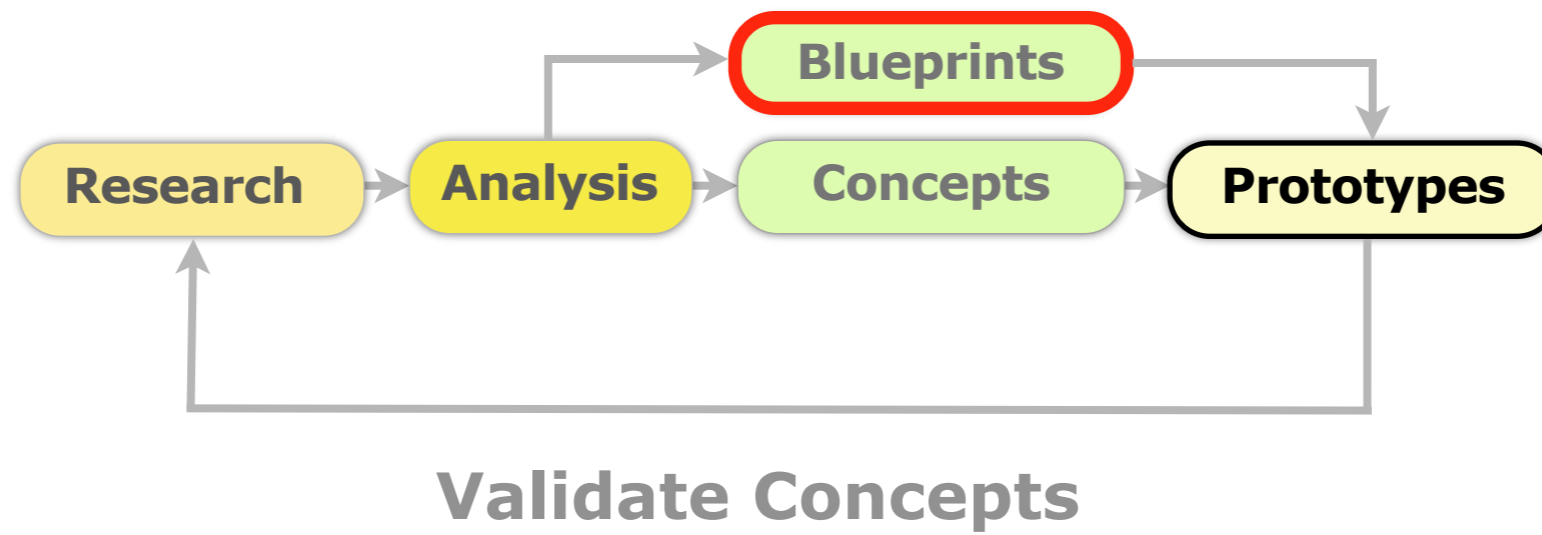 Blueprints
Research
Analysis
Concepts
Prototypes
Validate Concepts